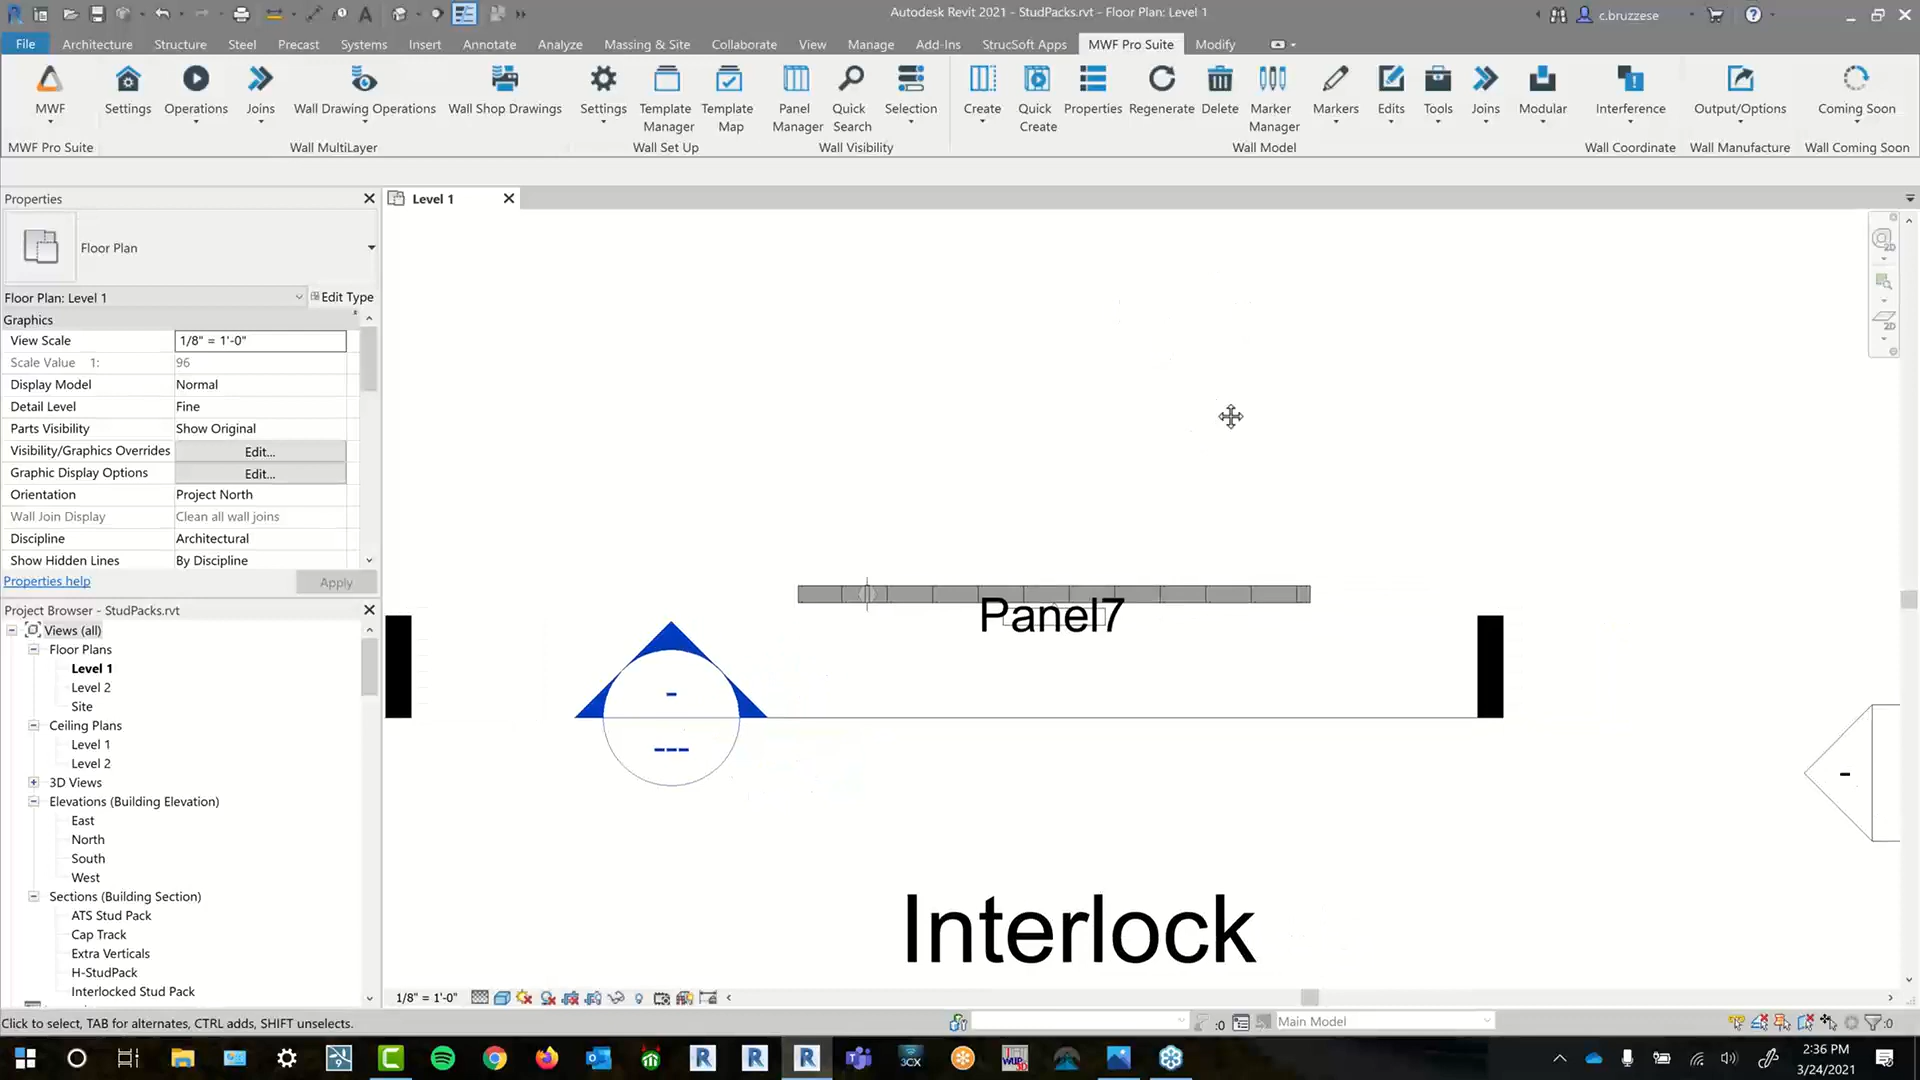 Autodesk Revit 2021 - StudPacks.rvt - Floor Plan: Level 1
c.bruzzese
File Architecture Structure Steel Precast Systems Insert Annotate Analyze Massing & Site Collaborate View Manage Add-Ins StrucSoft Apps MWF Pro Suite Modify
MWF Settings Operations Joins Wall Drawing Operations Wall Shop Drawings Settings Template Manager Template Map Panel Manager Quick Search Selection Create Quick Create Properties Regenerate Delete Marker Manager Markers Edits Tools Joins Modular Interference Output/Options Coming Soon
MWF Pro Suite Wall MultiLayer Wall Set Up Wall Visibility Wall Model Wall Coordinate Wall Manufacture Wall Coming Soon
Properties
Level 1
Floor Plan
Floor Plan: Level 1 Edit Type
Graphics
View Scale 1/8" = 1'-0"
Scale Value 1: 96
Display Model Normal
Detail Level Fine
Parts Visibility Show Original
Visibility/Graphics Overrides Edit...
Graphic Display Options Edit...
Orientation Project North
Wall Join Display Clean all wall joins
Discipline Architectural
Show Hidden Lines By Discipline
Properties help Apply
Project Browser - StudPacks.rvt
Views (all)
Floor Plans
Level 1
Level 2
Site
Ceiling Plans
Level 1
Level 2
3D Views
Elevations (Building Elevation)
East
North
South
West
Sections (Building Section)
ATS Stud Pack
Cap Track
Extra Verticals
H-StudPack
Interlocked Stud Pack
2D
2D
Panel7
-
---
-
Interlock
1/8" = 1'-0"
Click to select, TAB for alternates, CTRL adds, SHIFT unselects.
:0
Main Model
:0
3CX
2:36 PM
3/24/2021